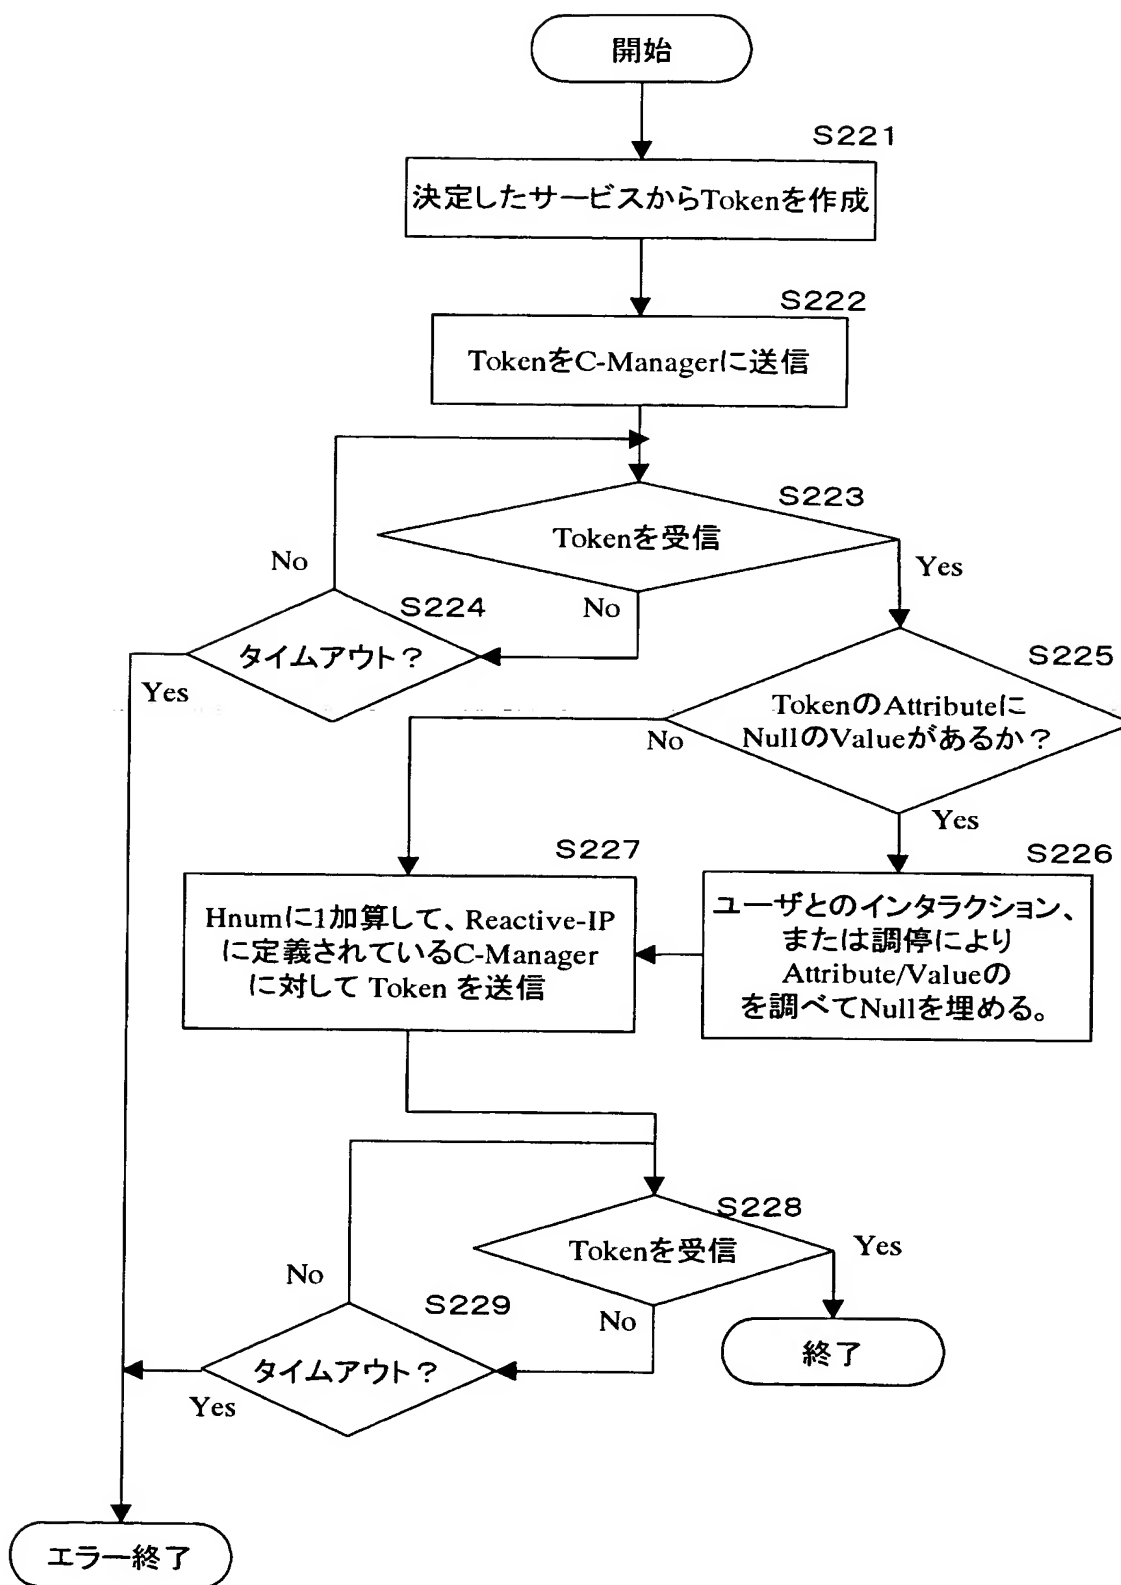 開始
S221
決定したサービスからTokenを作成
S222
TokenをC-Managerに送信
S223
Tokenを受信
No
Yes
S224
No
タイムアウト?
Yes
S225
TokenのAttributeに
NullのValueがあるか?
No
Yes
S227
Hnumに1加算して、Reactive-IP
に定義されているC-Manager
に対して Token を送信
S226
ユーザとのインタラクション、
または調停により
Attribute/Valueの
を調べてNullを埋める。
S228
Tokenを受信
Yes
No
No
S229
タイムアウト?
Yes
終了
エラー終了